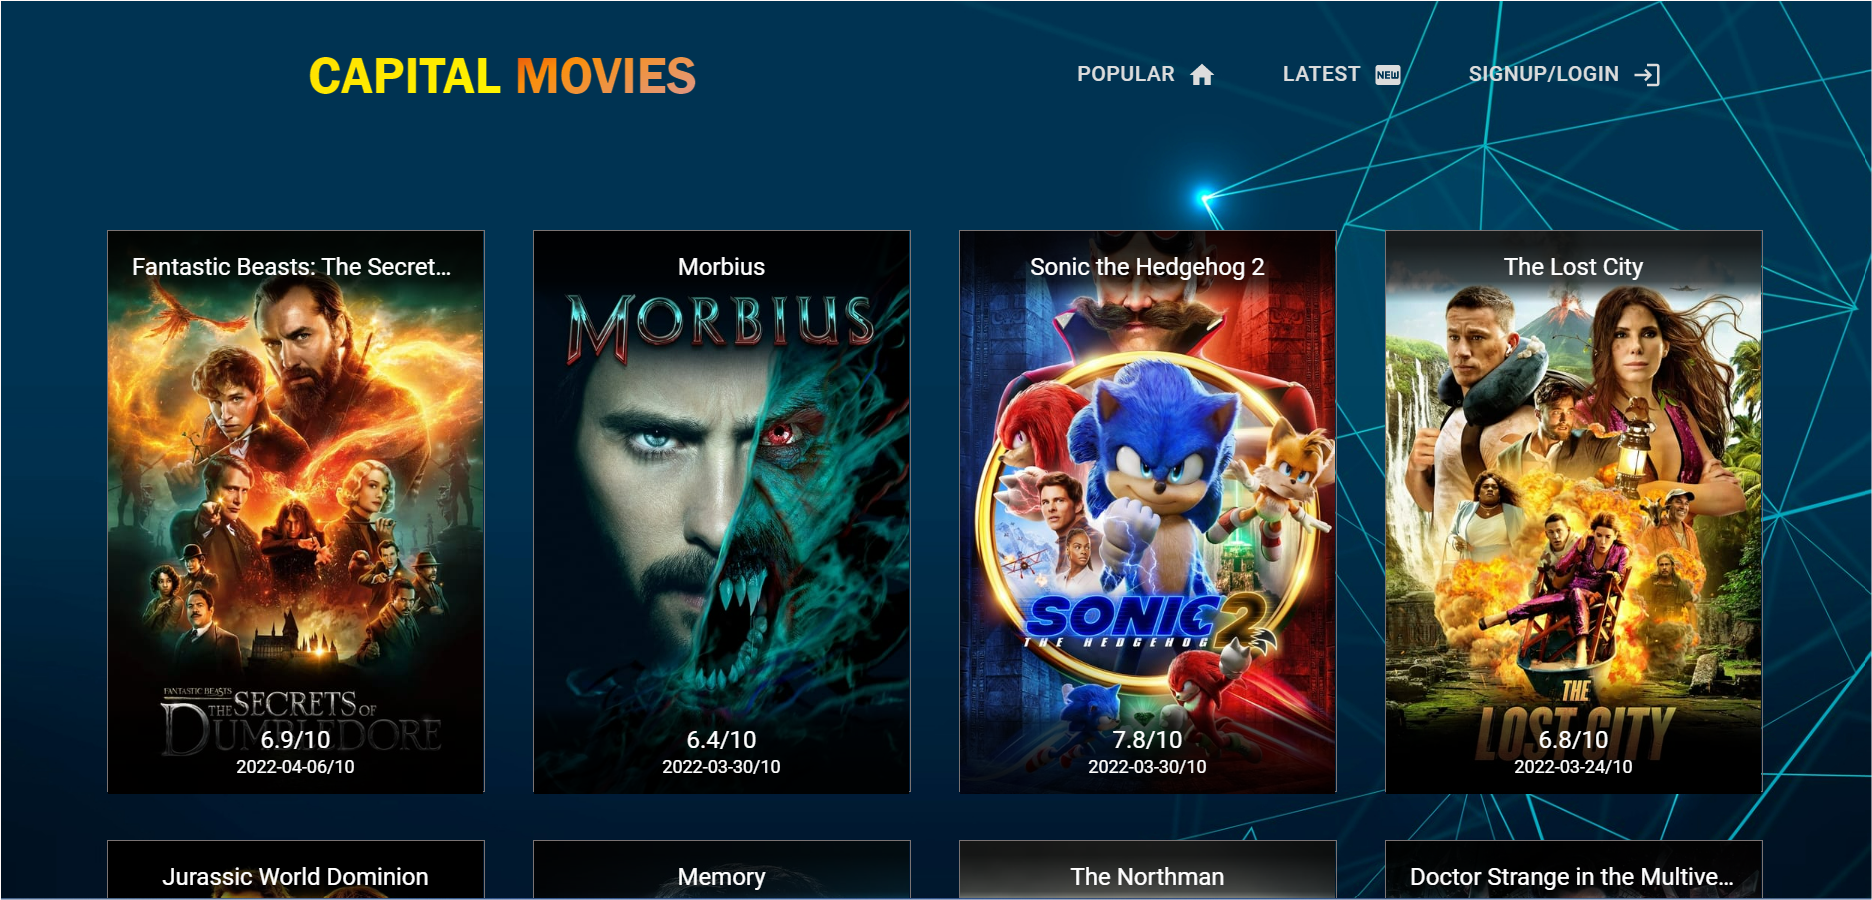 CAPITAL MOVIES
POPULAR
LATEST
NEW
SIGNUP/LOGIN
Fantastic Beasts: The Secret...
FANTASTIC BEASTS
THE SECRETS OF
DUMBLEDORE
6.9/10
2022-04-06/10
Morbius
MORBIUS
6.4/10
2022-03-30/10
Sonic the Hedgehog 2
SONIC 2
THE HEDGEHOG
7.8/10
2022-03-30/10
The Lost City
THE
LOST CITY
6.8/10
2022-03-24/10
Jurassic World Dominion
Memory
The Northman
Doctor Strange in the Multive...